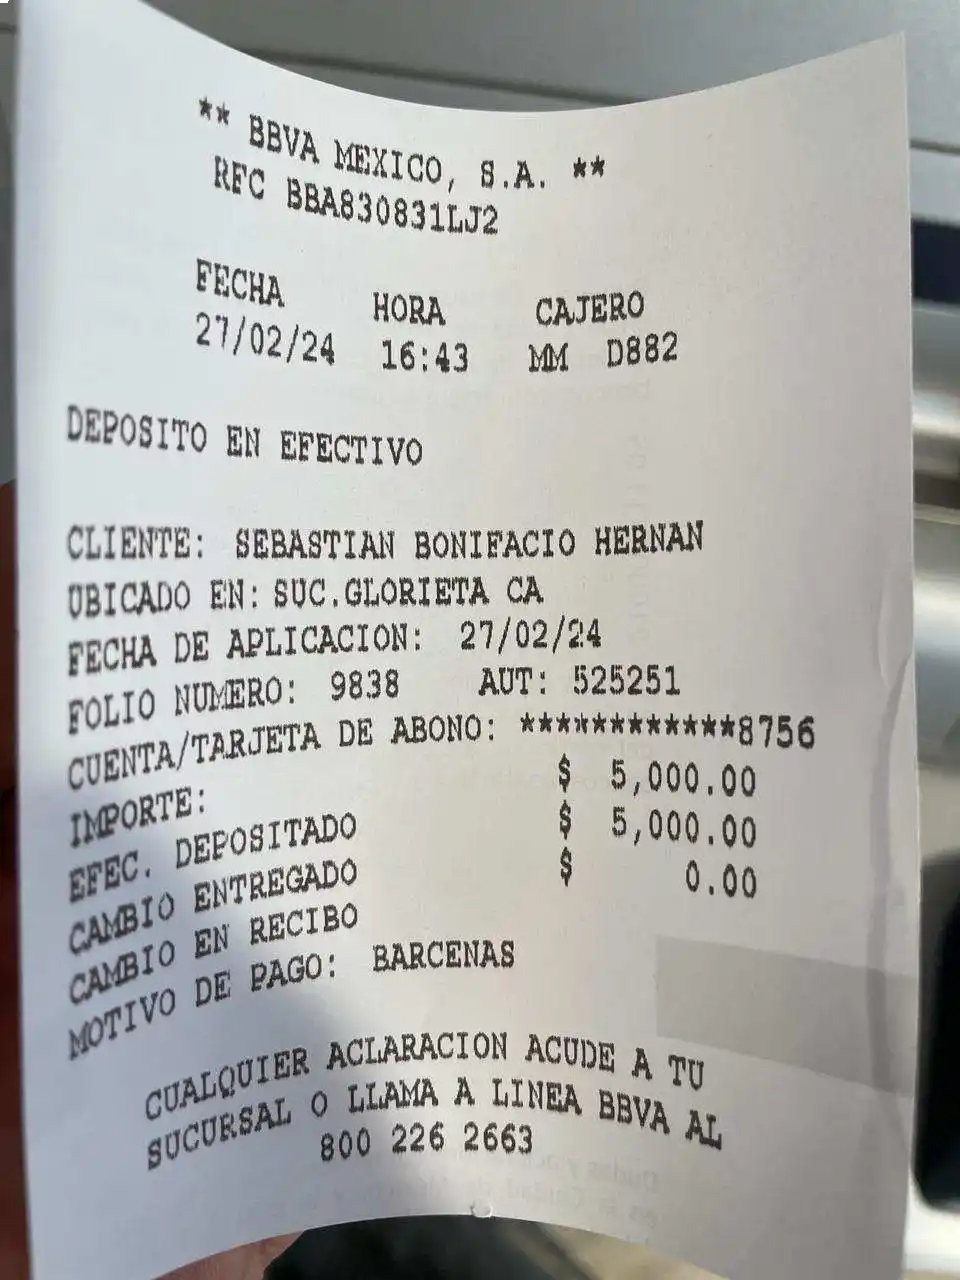 ** BBVA MEXICO, S.A. **
RFC BBA830831LJ2
FECHA HORA CAJERO
27/02/24 16:43 MM D882
DEPOSITO EN EFECTIVO
CLIENTE: SEBASTIAN BONIFACIO HERNAN
UBICADO EN: SUC.GLORIETA CA
FECHA DE APLICACION: 27/02/24
FOLIO NUMERO: 9838 AUT: 525251
CUENTA/TARJETA DE ABONO: ************8756
IMPORTE: $ 5,000.00
EFEC. DEPOSITADO $ 5,000.00
CAMBIO ENTREGADO $ 0.00
CAMBIO EN RECIBO
MOTIVO DE PAGO: BARCENAS
CUALQUIER ACLARACION ACUDE A TU
SUCURSAL O LLAMA A LINEA BBVA AL
800 226 2663